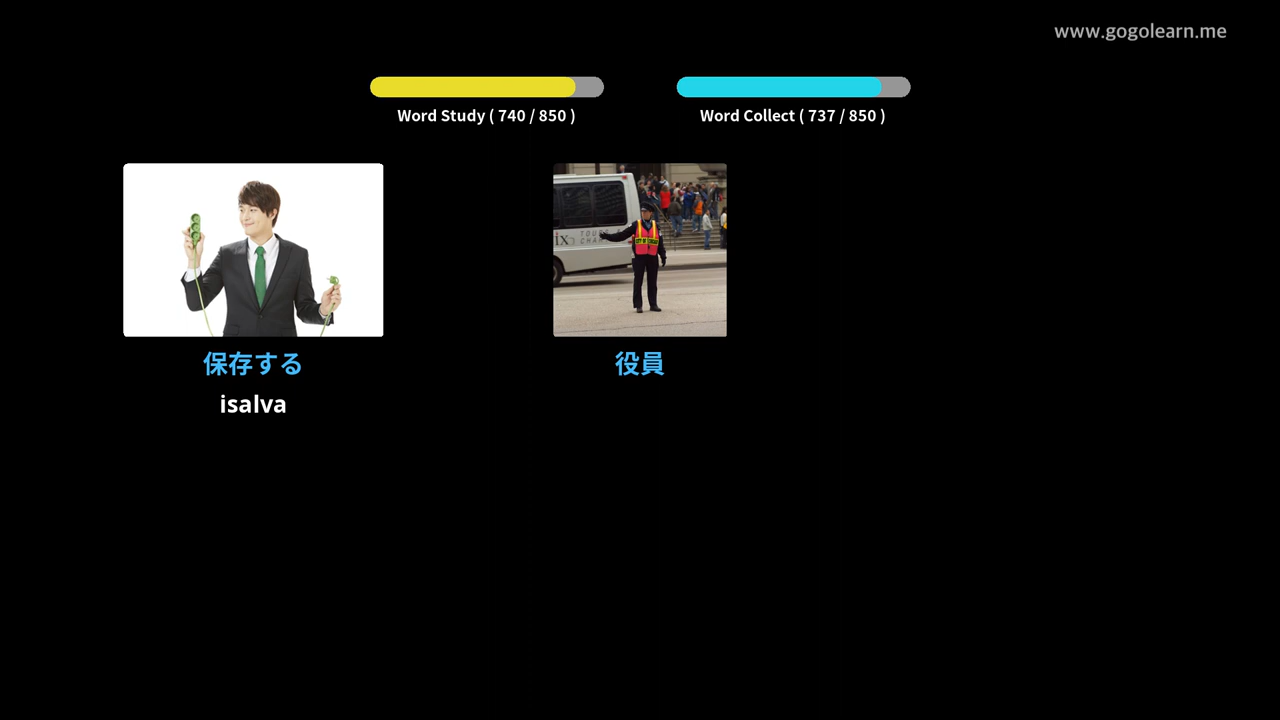 www.gogolearn.me
Word Study ( 740 / 850 )
Word Collect ( 737 / 850 )
保存する
isalva
役員